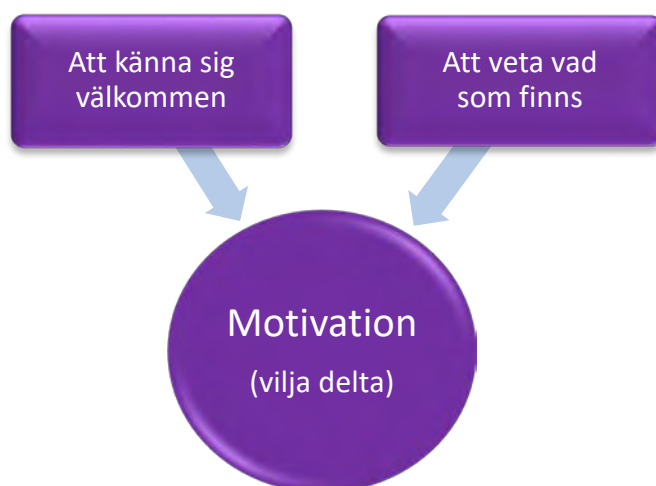 Att känna sig
välkommen
Att veta vad
som finns
Motivation
(vilja delta)